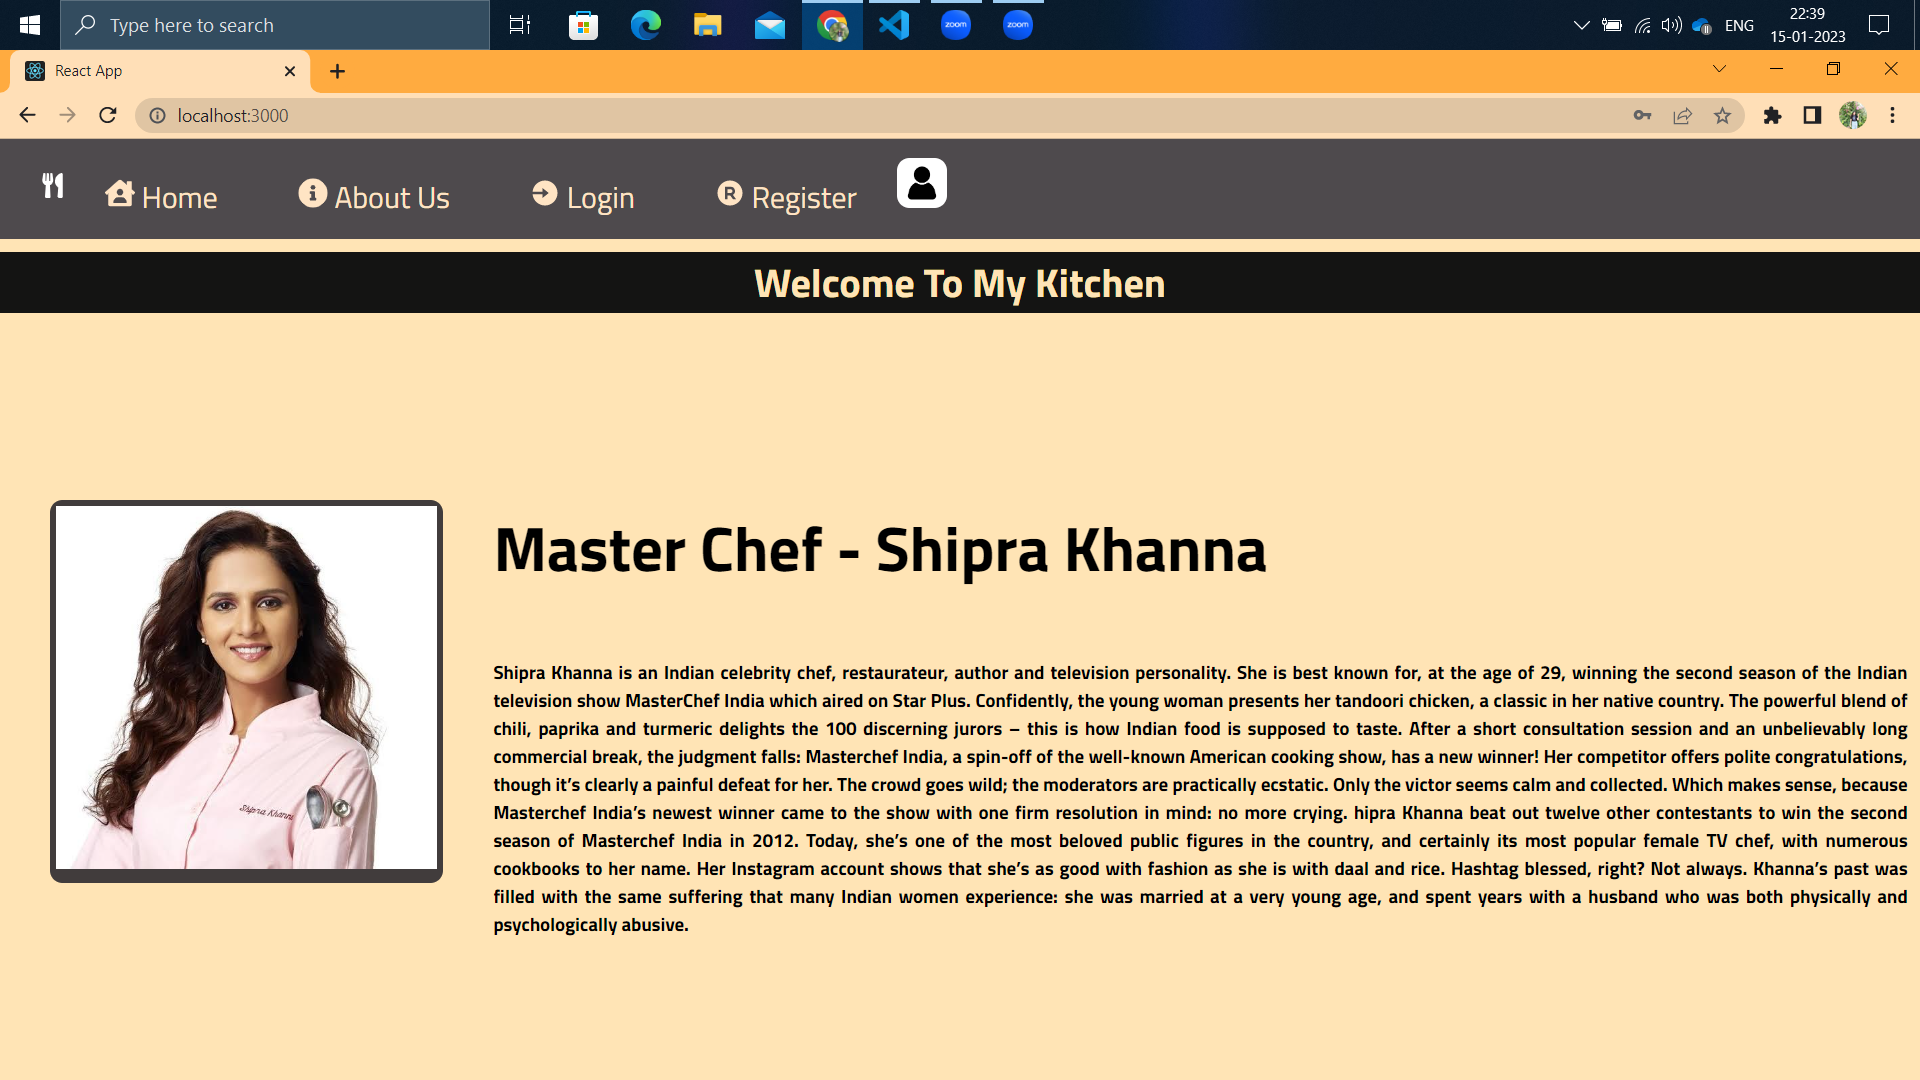 Type here to search
ENG
22:39
15-01-2023
React App
localhost:3000
Home
About Us
Login
R Register
Welcome To My Kitchen
Master Chef - Shipra Khanna
Shipra Khanna is an Indian celebrity chef, restaurateur, author and television personality. She is best known for, at the age of 29, winning the second season of the Indian
television show MasterChef India which aired on Star Plus. Confidently, the young woman presents her tandoori chicken, a classic in her native country. The powerful blend of
chili, paprika and turmeric delights the 100 discerning jurors – this is how Indian food is supposed to taste. After a short consultation session and an unbelievably long
commercial break, the judgment falls: Masterchef India, a spin-off of the well-known American cooking show, has a new winner! Her competitor offers polite congratulations,
though it’s clearly a painful defeat for her. The crowd goes wild; the moderators are practically ecstatic. Only the victor seems calm and collected. Which makes sense, because
Masterchef India’s newest winner came to the show with one firm resolution in mind: no more crying. hipra Khanna beat out twelve other contestants to win the second
season of Masterchef India in 2012. Today, she’s one of the most beloved public figures in the country, and certainly its most popular female TV chef, with numerous
cookbooks to her name. Her Instagram account shows that she’s as good with fashion as she is with daal and rice. Hashtag blessed, right? Not always. Khanna’s past was
filled with the same suffering that many Indian women experience: she was married at a very young age, and spent years with a husband who was both physically and
psychologically abusive.
Shipra Khanna
zoom
zoom